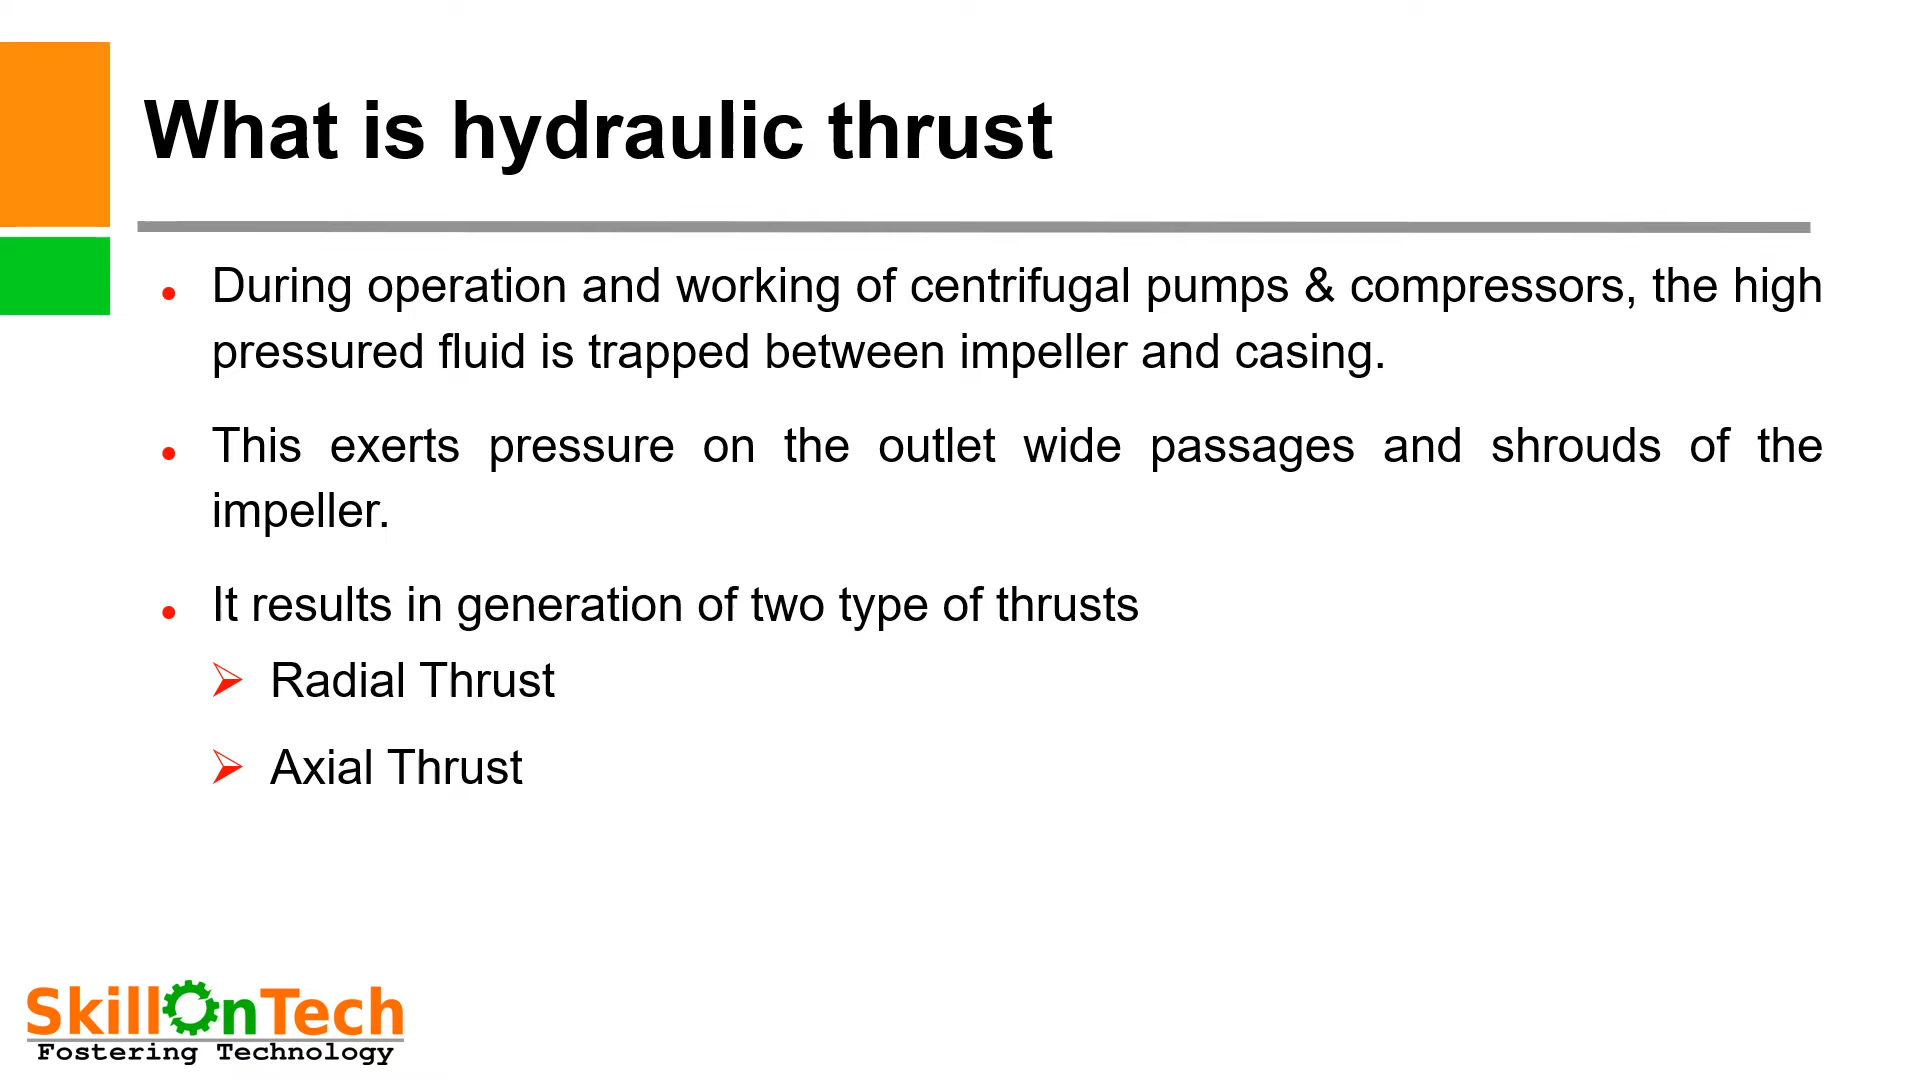 What is hydraulic thrust
During operation and working of centrifugal pumps & compressors, the high
pressured fluid is trapped between impeller and casing.
This exerts pressure on the outlet wide passages and shrouds of the
impeller.
It results in generation of two type of thrusts
Radial Thrust
Axial Thrust
SkillOnTech
Fostering Technology